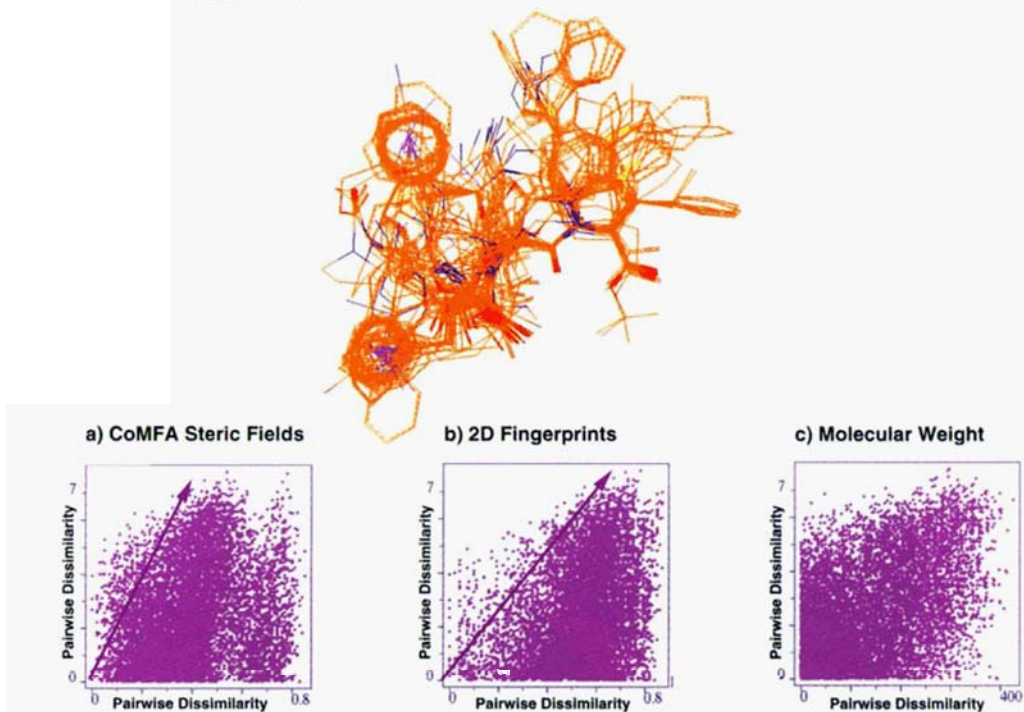 a) CoMFA Steric Fields
b) 2D Fingerprints
c) Molecular Weight
7
Pairwise Dissimilarity
0
0
0.8
Pairwise Dissimilarity
7
Pairwise Dissimilarity
0
0
0.8
Pairwise Dissimilarity
7
Pairwise Dissimilarity
0
0
400
Pairwise Dissimilarity